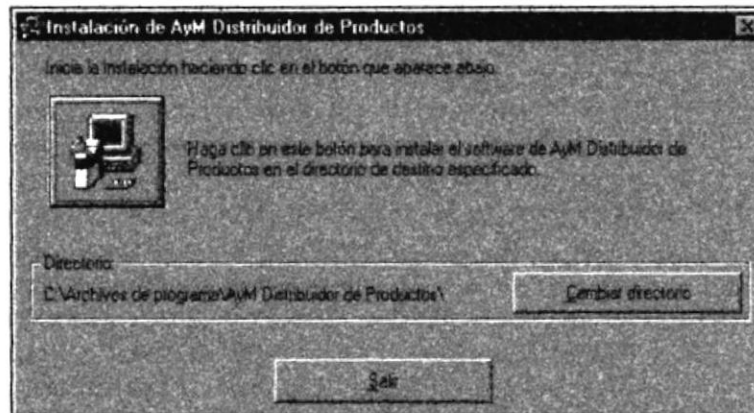 Instalación de AyM Distribuidor de Productos
Inicia la instalación haciendo clic en el botón que aparece abajo.
Haga clic en este botón para instalar el software de AyM Distribuidor de
Productos en el directorio de destino especificado.
Directorio:
C:\Archivos de programa\AyM Distribuidor de Productos\
Cambiar directorio
Salir